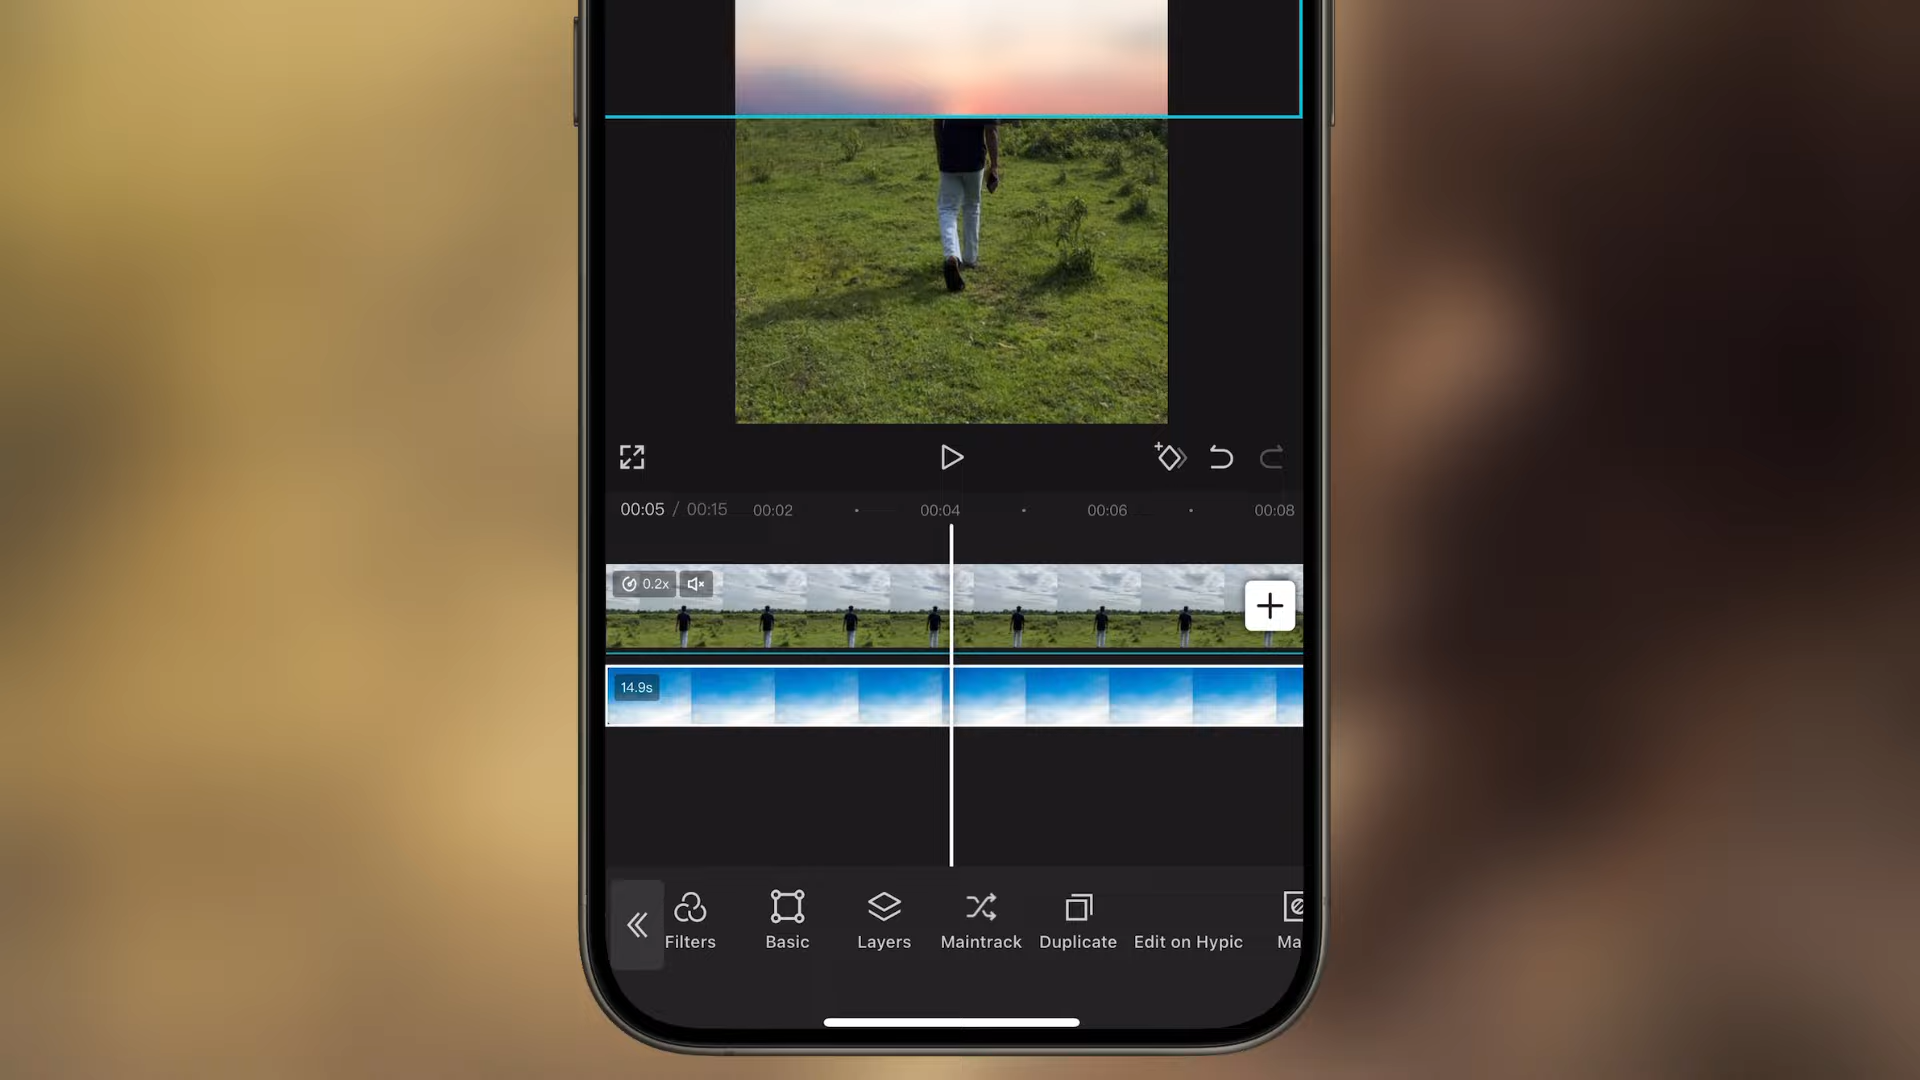 00:05 / 00:15 00:02 00:04 00:06 00:08
0.2x
14.9s
Filters Basic Layers Maintrack Duplicate Edit on Hypic Ma